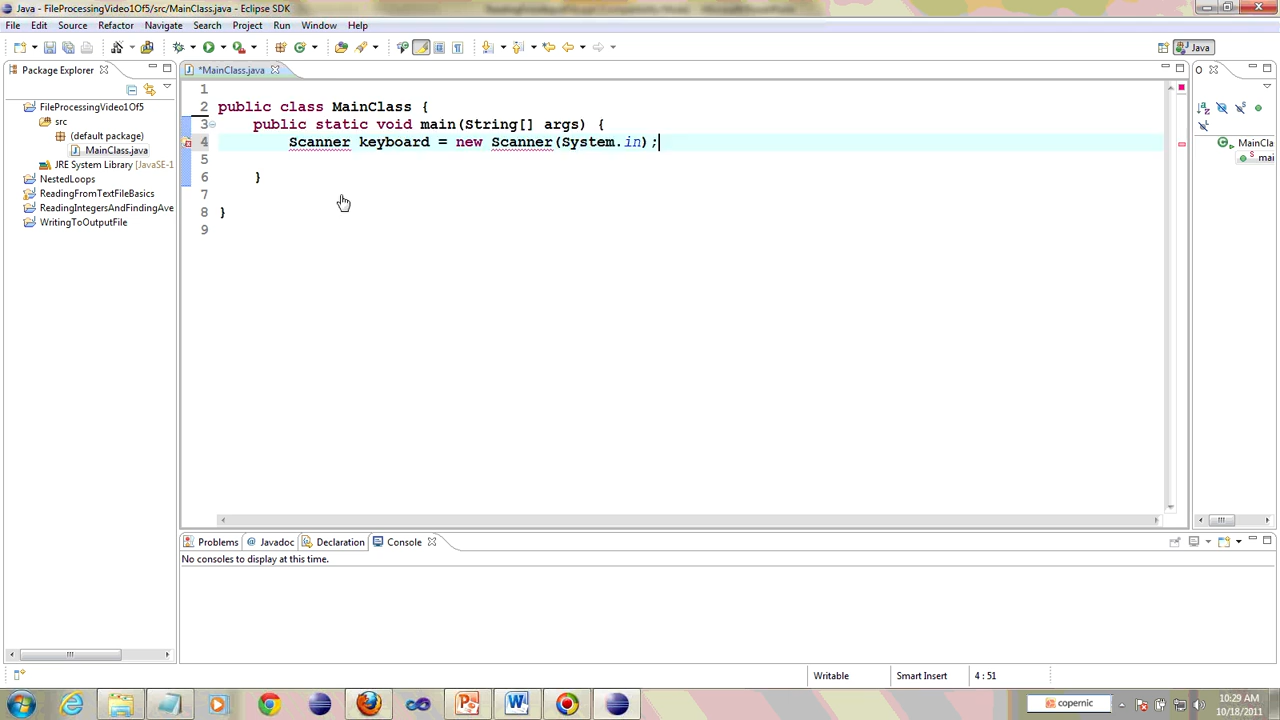 Java - FileProcessingVideo1Of5/src/MainClass.java - Eclipse SDK
File Edit Source Refactor Navigate Search Project Run Window Help
Java
Package Explorer
*MainClass.java
O
FileProcessingVideo1Of5
src
(default package)
MainClass.java
JRE System Library [JavaSE-1
NestedLoops
ReadingFromTextFileBasics
ReadingIntegersAndFindingAve
WritingToOutputFile
1
2 public class MainClass {
3 public static void main(String[] args) {
4 Scanner keyboard = new Scanner(System.in);
5
6 }
7
8 }
9
MainCla
mai
Problems Javadoc Declaration Console
No consoles to display at this time.
Writable Smart Insert 4 : 51
copernic
10:29 AM
10/18/2011